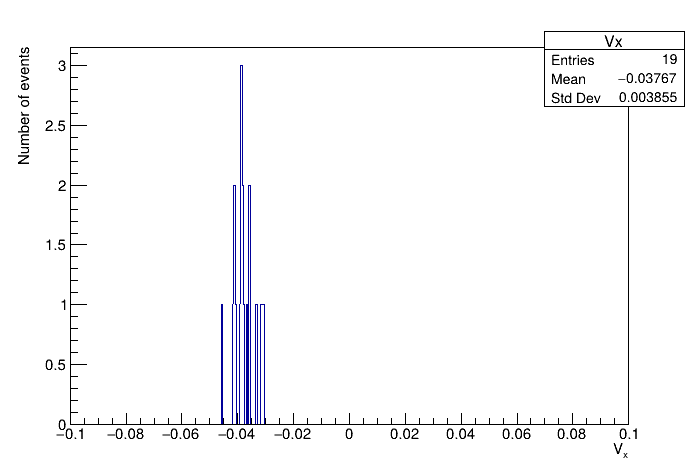 Vx
Entries 19
Mean −0.03767
Std Dev 0.003855
Number of events
3
2.5
2
1.5
1
0.5
0
−0.1 −0.08 −0.06 −0.04 −0.02 0 0.02 0.04 0.06 0.08 0.1
Vx